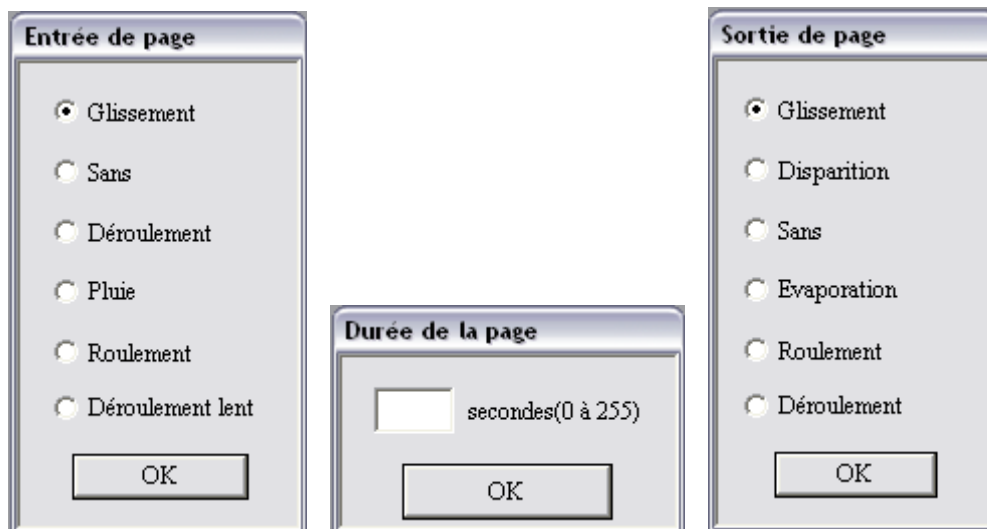 Entrée de page
Glissement
Sans
Déroulement
Pluie
Roulement
Déroulement lent
OK
Durée de la page
secondes(0 à 255)
OK
Sortie de page
Glissement
Disparition
Sans
Evaporation
Roulement
Déroulement
OK